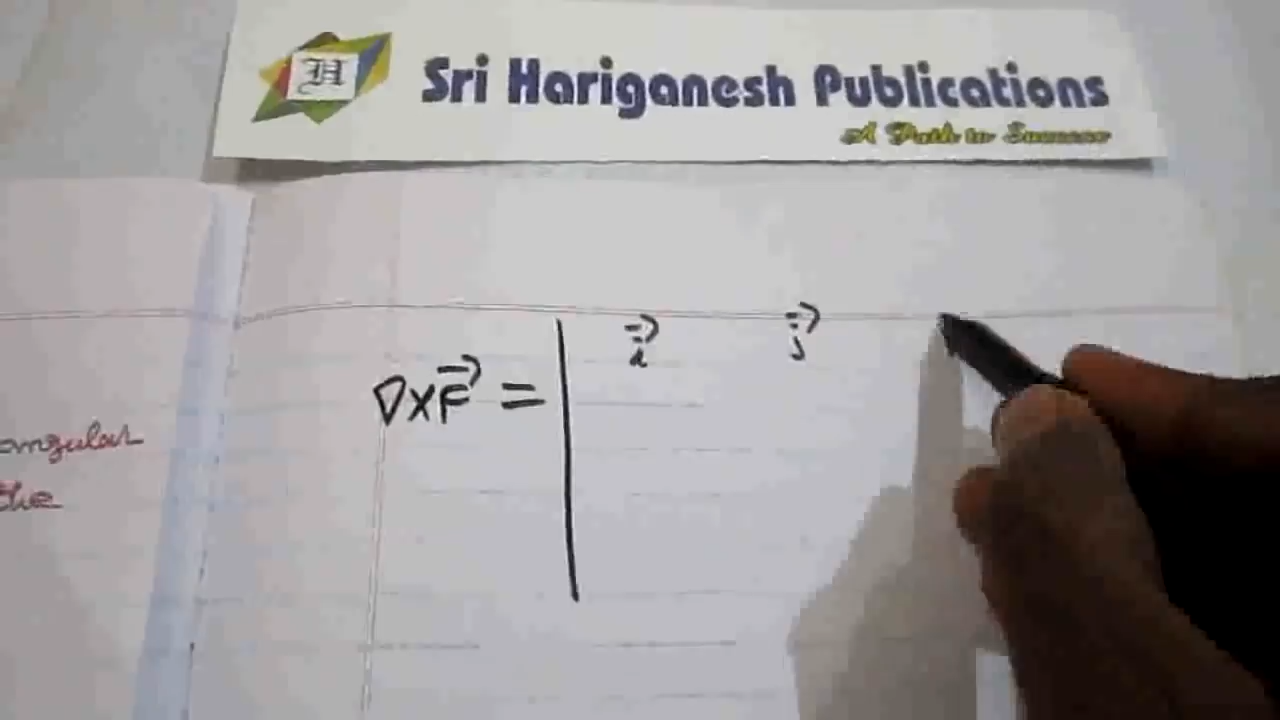 H
Sri Hariganesh Publications
A Path to Success
i⃗ j⃗
∇×F⃗ = |
angular
the